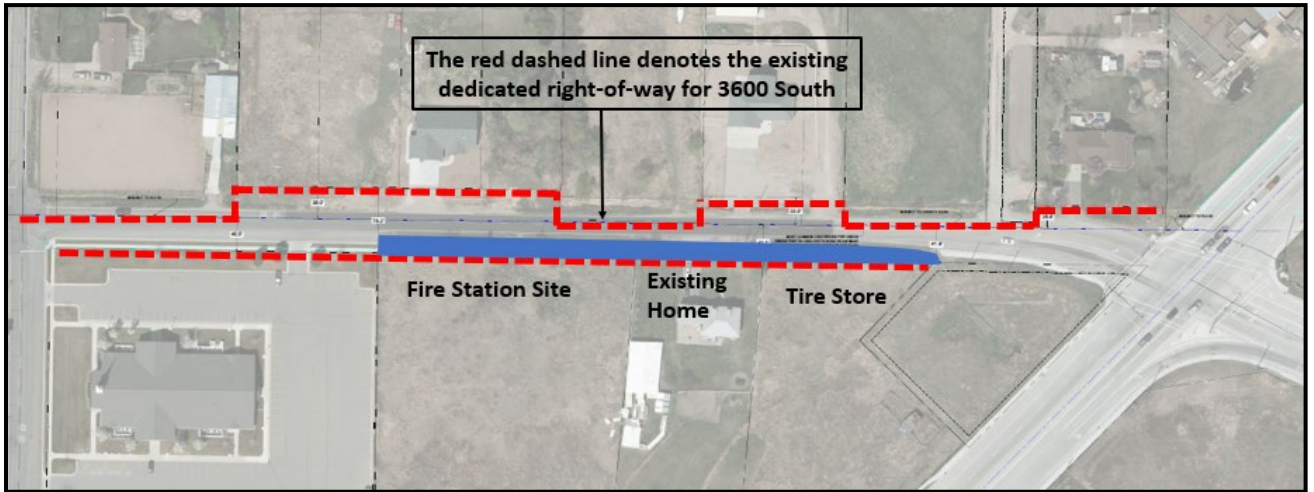 The red dashed line denotes the existing
dedicated right-of-way for 3600 South
Fire Station Site
Existing
Home
Tire Store